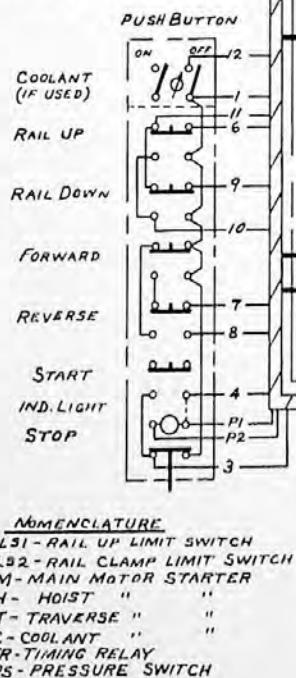 PUSH BUTTON
ON OFF 12
COOLANT
(IF USED)
1
11
RAIL UP 6
RAIL DOWN 9
10
FORWARD
7
REVERSE 8
START
4
IND. LIGHT P1
STOP P2
3
NOMENCLATURE
LS1 - RAIL UP LIMIT SWITCH
LS2 - RAIL CLAMP LIMIT SWITCH
M - MAIN MOTOR STARTER
H - HOIST " "
T - TRAVERSE " "
C - COOLANT " "
TR - TIMING RELAY
PS - PRESSURE SWITCH